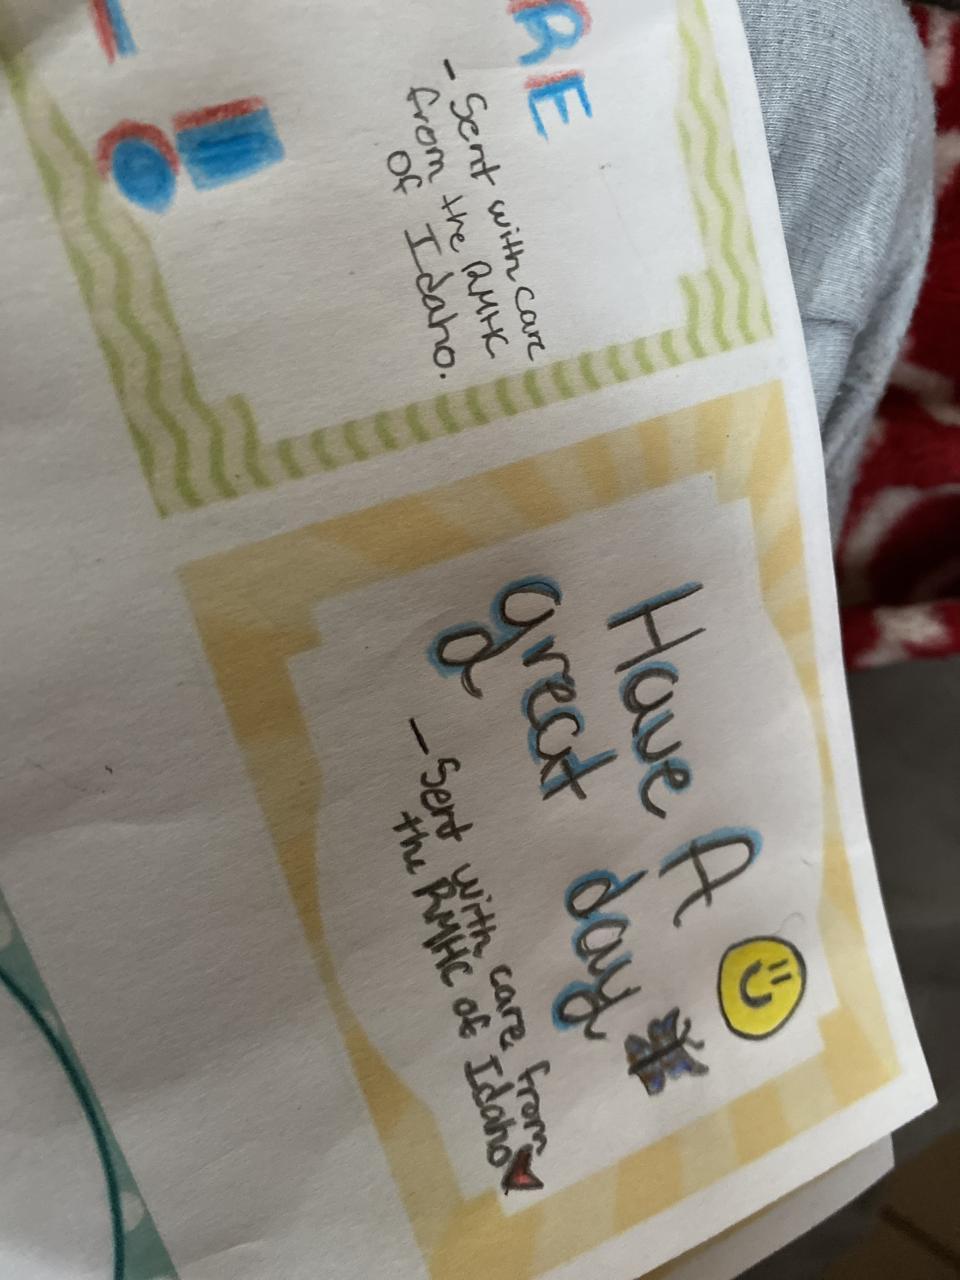 ARE
- Sent with care
from the RMHC
of Idaho.
Have A
great day
a
- Sent with care from
the RMHC of Idaho